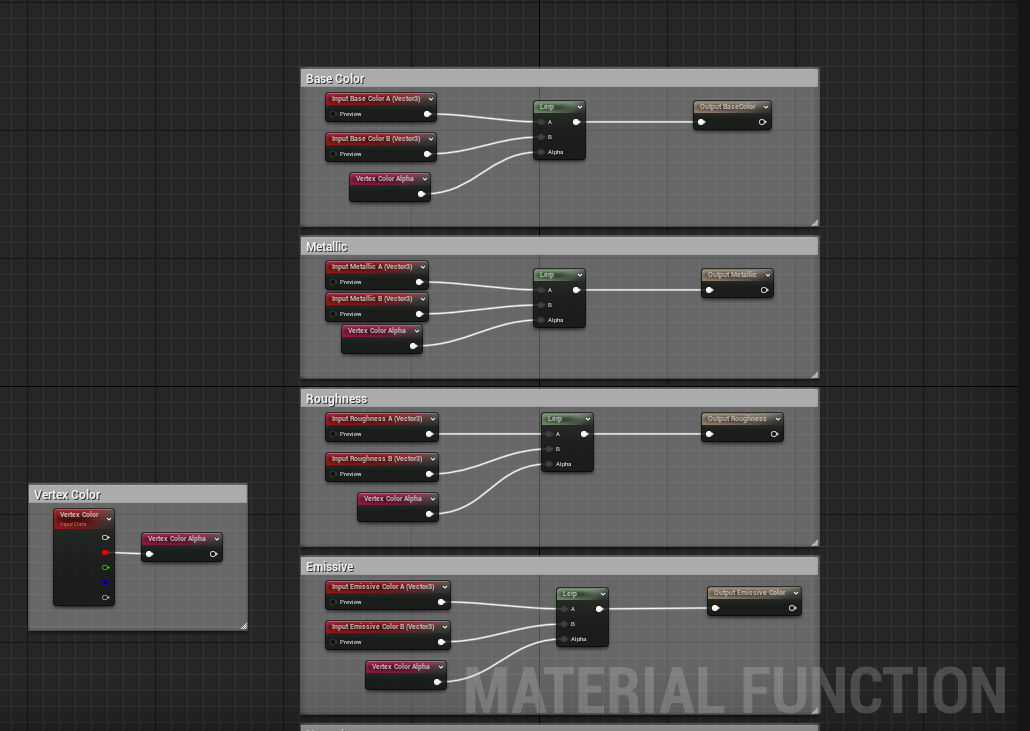 Base Color
Input Base Color A (Vector3)
Preview
Input Base Color B (Vector3)
Preview
Vertex Color Alpha
Lerp
A
B
Alpha
Output BaseColor
Metallic
Input Metallic A (Vector3)
Preview
Input Metallic B (Vector3)
Preview
Vertex Color Alpha
Lerp
A
B
Alpha
Output Metallic
Roughness
Input Roughness A (Vector3)
Preview
Input Roughness B (Vector3)
Preview
Vertex Color Alpha
Lerp
A
B
Alpha
Output Roughness
Vertex Color
Vertex Color
Input Data
Vertex Color Alpha
Emissive
Input Emissive Color A (Vector3)
Preview
Input Emissive Color B (Vector3)
Preview
Vertex Color Alpha
Lerp
A
B
Alpha
Output Emissive Color
MATERIAL FUNCTION